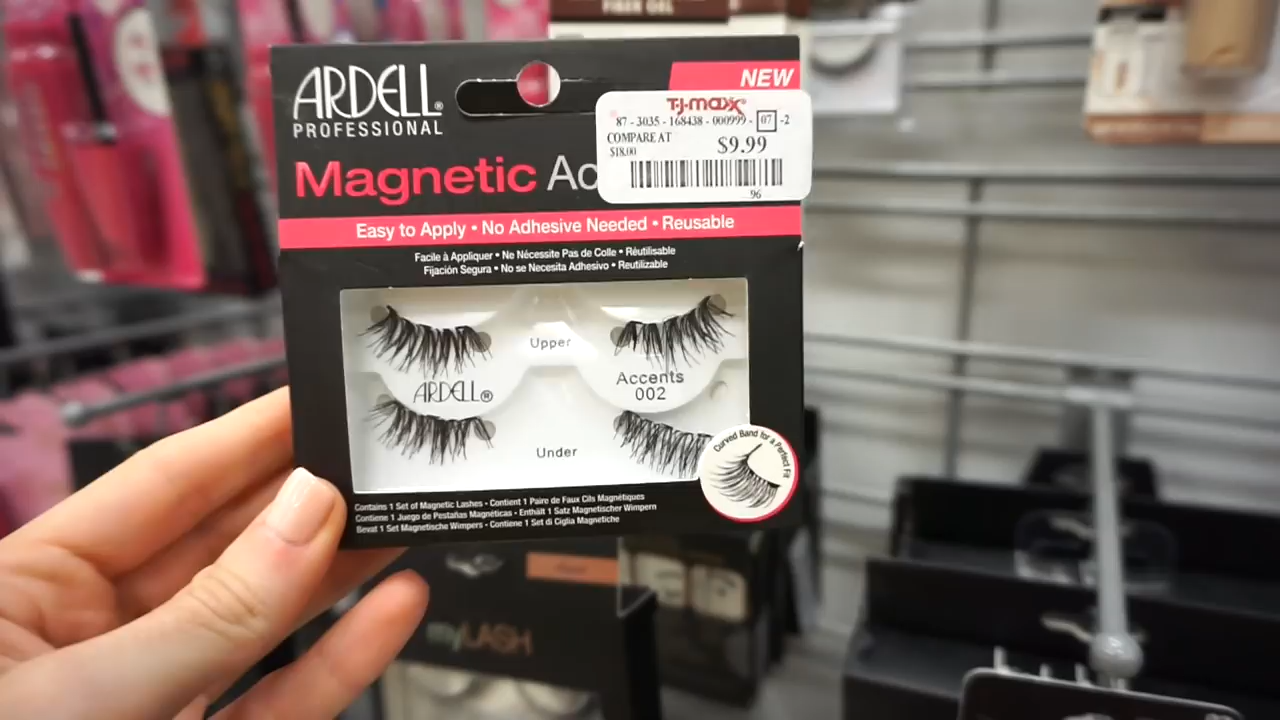 FIBER GEL
ARDELL®
PROFESSIONAL
NEW
T.J.maxx
87 - 3035 - 168438 - 000999 - 07 -2
COMPARE AT
$18.00
$9.99
96
Magnetic Ac
Easy to Apply • No Adhesive Needed • Reusable
Facile à Appliquer • Ne Nécessite Pas de Colle • Réutilisable
Fijación Segura • No se Necesita Adhesivo • Reutilizable
Upper
ARDELL®
Accents
002
Under
Curved Band for a Perfect Fit
Contains 1 Set of Magnetic Lashes • Contient 1 Paire de Faux Cils Magnétiques
Contiene 1 Juego de Pestañas Magnéticas • Enthält 1 Satz Magnetischer Wimpern
Bevat 1 Set Magnetische Wimpers • Contiene 1 Set di Ciglia Magnetiche
myLASH